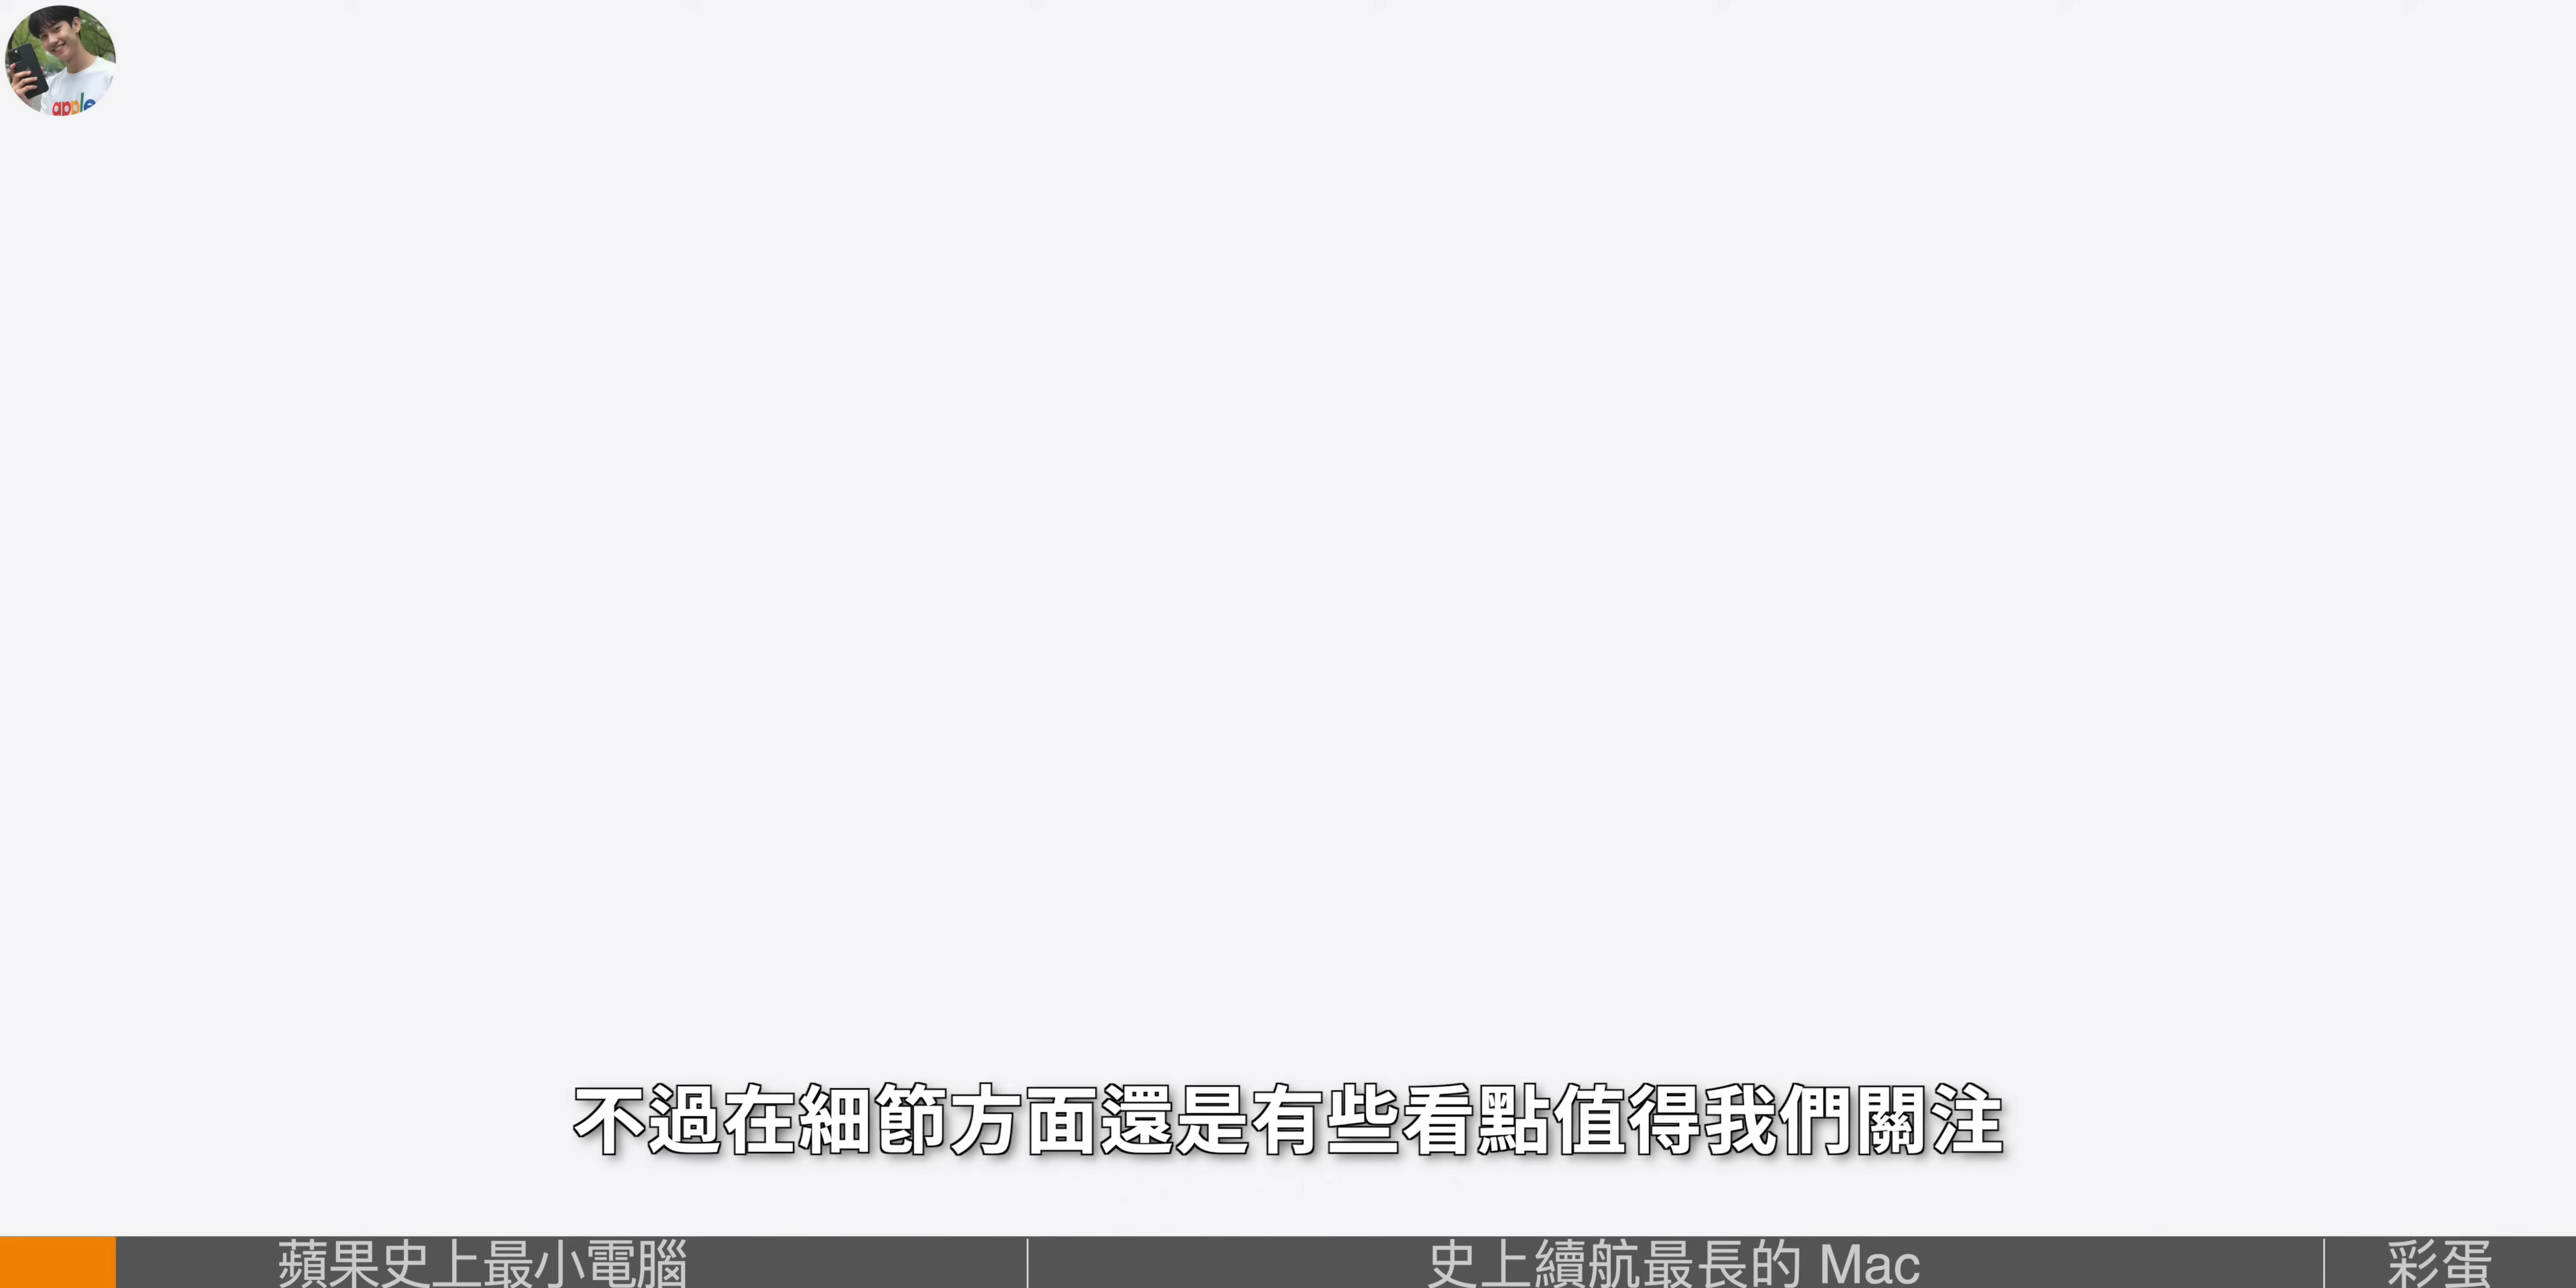 apple
不過在細節方面還是有些看點值得我們關注
蘋果史上最小電腦
史上續航最長的 Mac
彩蛋